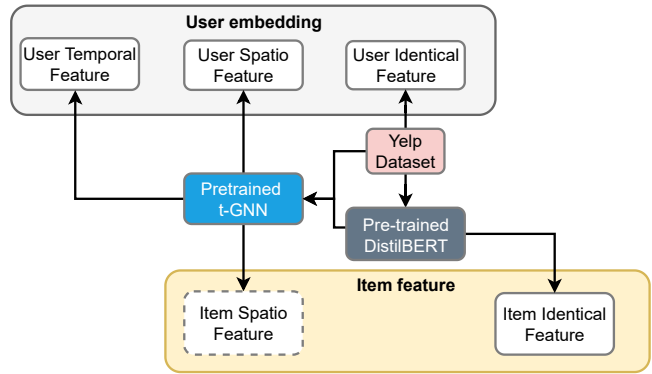 User embedding
User Temporal
Feature
User Spatio
Feature
User Identical
Feature
Yelp
Dataset
Pretrained
t-GNN
Pre-trained
DistilBERT
Item feature
Item Spatio
Feature
Item Identical
Feature